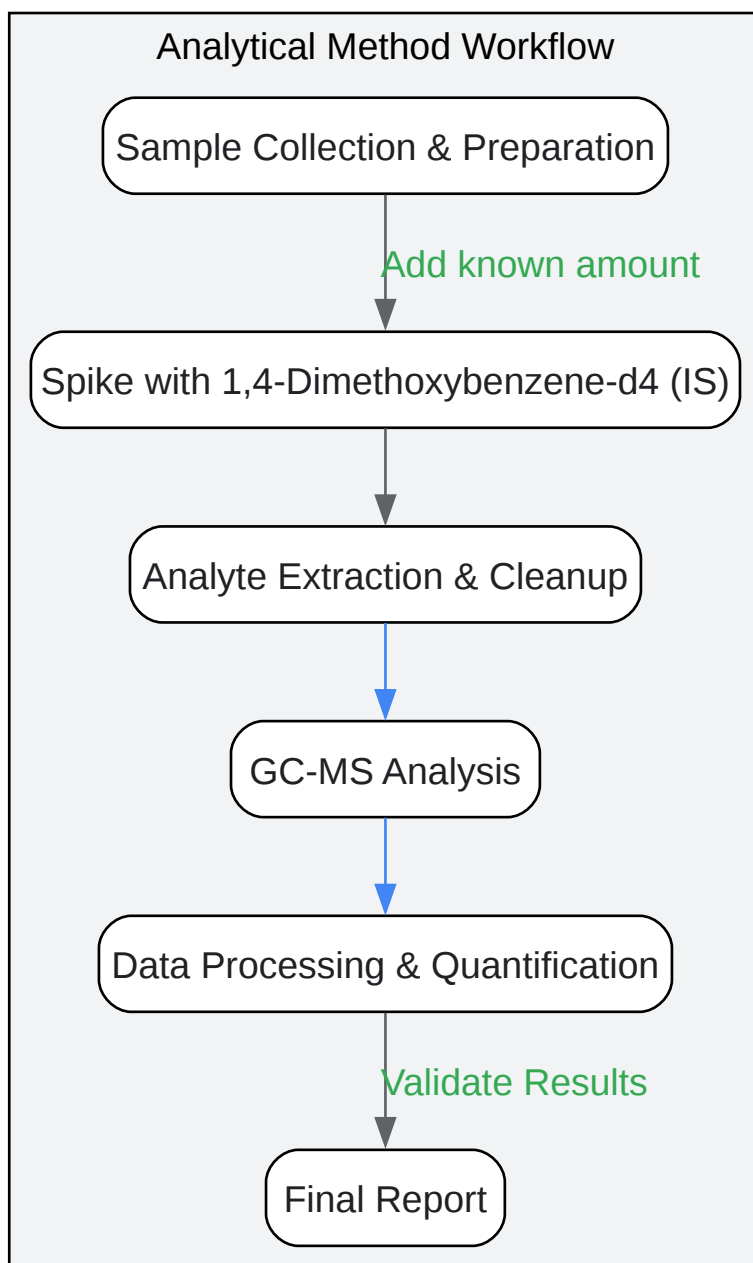 Analytical Method Workflow
Sample Collection & Preparation
Add known amount
Spike with 1,4-Dimethoxybenzene-d4 (IS)
Analyte Extraction & Cleanup
GC-MS Analysis
Data Processing & Quantification
Validate Results
Final Report